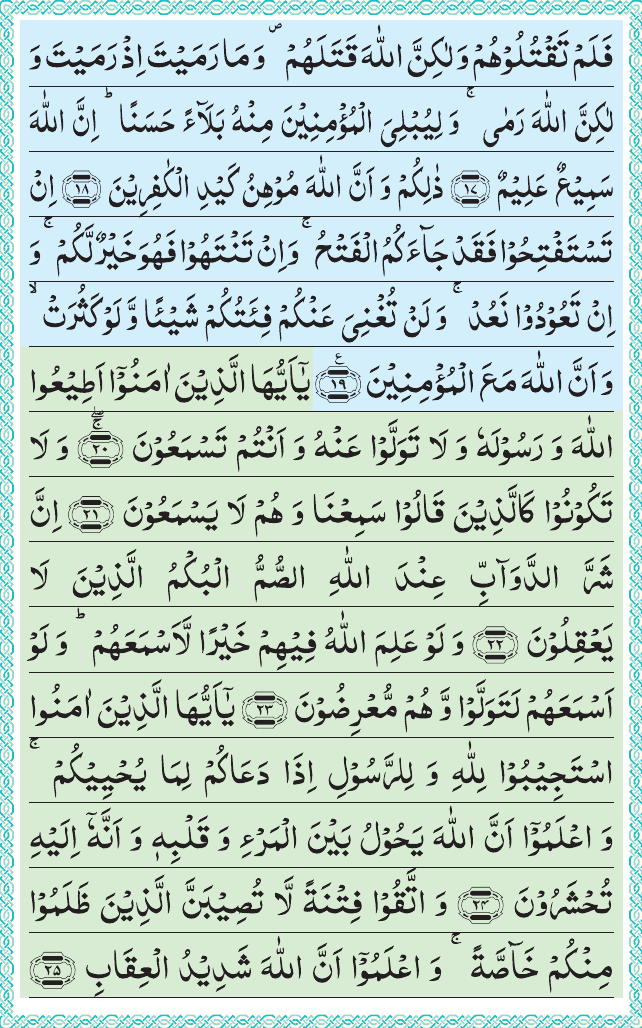 فَلَمۡ تَقۡتُلُوۡهُمۡ وَلٰكِنَّ اللّٰهَ قَتَلَهُمۡ ۖ وَ مَا رَمَيۡتَ اِذۡ رَمَيۡتَ وَ
لٰكِنَّ اللّٰهَ رَمٰى ۚ وَ لِيُبۡلِىَ الۡمُؤۡمِنِيۡنَ مِنۡهُ بَلَآءً حَسَنًا ؕ اِنَّ اللّٰهَ
سَمِيۡعٌ عَلِيۡمٌ ﴿۱۷﴾ ذٰلِكُمۡ وَ اَنَّ اللّٰهَ مُوۡهِنُ كَيۡدِ الۡكٰفِرِيۡنَ ﴿۱۸﴾ اِنۡ
تَسۡتَفۡتِحُوۡا فَقَدۡ جَآءَكُمُ الۡفَتۡحُ ۚ وَاِنۡ تَنۡتَهُوۡا فَهُوَ خَيۡرٌ لَّكُمۡ ۚ وَ
اِنۡ تَعُوۡدُوۡا نَعُدۡ ۚ وَ لَنۡ تُغۡنِىَ عَنۡكُمۡ فِئَتُكُمۡ شَيۡـًٔا وَّ لَوۡ كَثُرَتۡ ۙ
وَ اَنَّ اللّٰهَ مَعَ الۡمُؤۡمِنِيۡنَ ﴿۱۹﴾ ع يٰۤاَيُّهَا الَّذِيۡنَ اٰمَنُوۡۤا اَطِيۡعُوا
اللّٰهَ وَ رَسُوۡلَهٗ وَ لَا تَوَلَّوۡا عَنۡهُ وَ اَنۡتُمۡ تَسۡمَعُوۡنَ ۚۖ ﴿۲۰﴾ وَ لَا
تَكُوۡنُوۡا كَالَّذِيۡنَ قَالُوۡا سَمِعۡنَا وَ هُمۡ لَا يَسۡمَعُوۡنَ ﴿۲۱﴾ اِنَّ
شَرَّ الدَّوَآبِّ عِنۡدَ اللّٰهِ الصُّمُّ الۡبُكۡمُ الَّذِيۡنَ لَا
يَعۡقِلُوۡنَ ﴿۲۲﴾ وَ لَوۡ عَلِمَ اللّٰهُ فِيۡهِمۡ خَيۡرًا لَّاَسۡمَعَهُمۡ ؕ وَ لَوۡ
اَسۡمَعَهُمۡ لَتَوَلَّوۡا وَّ هُمۡ مُّعۡرِضُوۡنَ ﴿۲۳﴾ يٰۤاَيُّهَا الَّذِيۡنَ اٰمَنُوا
اسۡتَجِيۡبُوۡا لِلّٰهِ وَ لِلرَّسُوۡلِ اِذَا دَعَاكُمۡ لِمَا يُحۡيِيۡكُمۡ ۚ
وَ اعۡلَمُوۡۤا اَنَّ اللّٰهَ يَحُوۡلُ بَيۡنَ الۡمَرۡءِ وَ قَلۡبِهٖ وَ اَنَّهٗۤ اِلَيۡهِ
تُحۡشَرُوۡنَ ﴿۲۴﴾ وَ اتَّقُوۡا فِتۡنَةً لَّا تُصِيۡبَنَّ الَّذِيۡنَ ظَلَمُوۡا
مِنۡكُمۡ خَآصَّةً ۚ وَ اعۡلَمُوۡۤا اَنَّ اللّٰهَ شَدِيۡدُ الۡعِقَابِ ﴿۲۵﴾